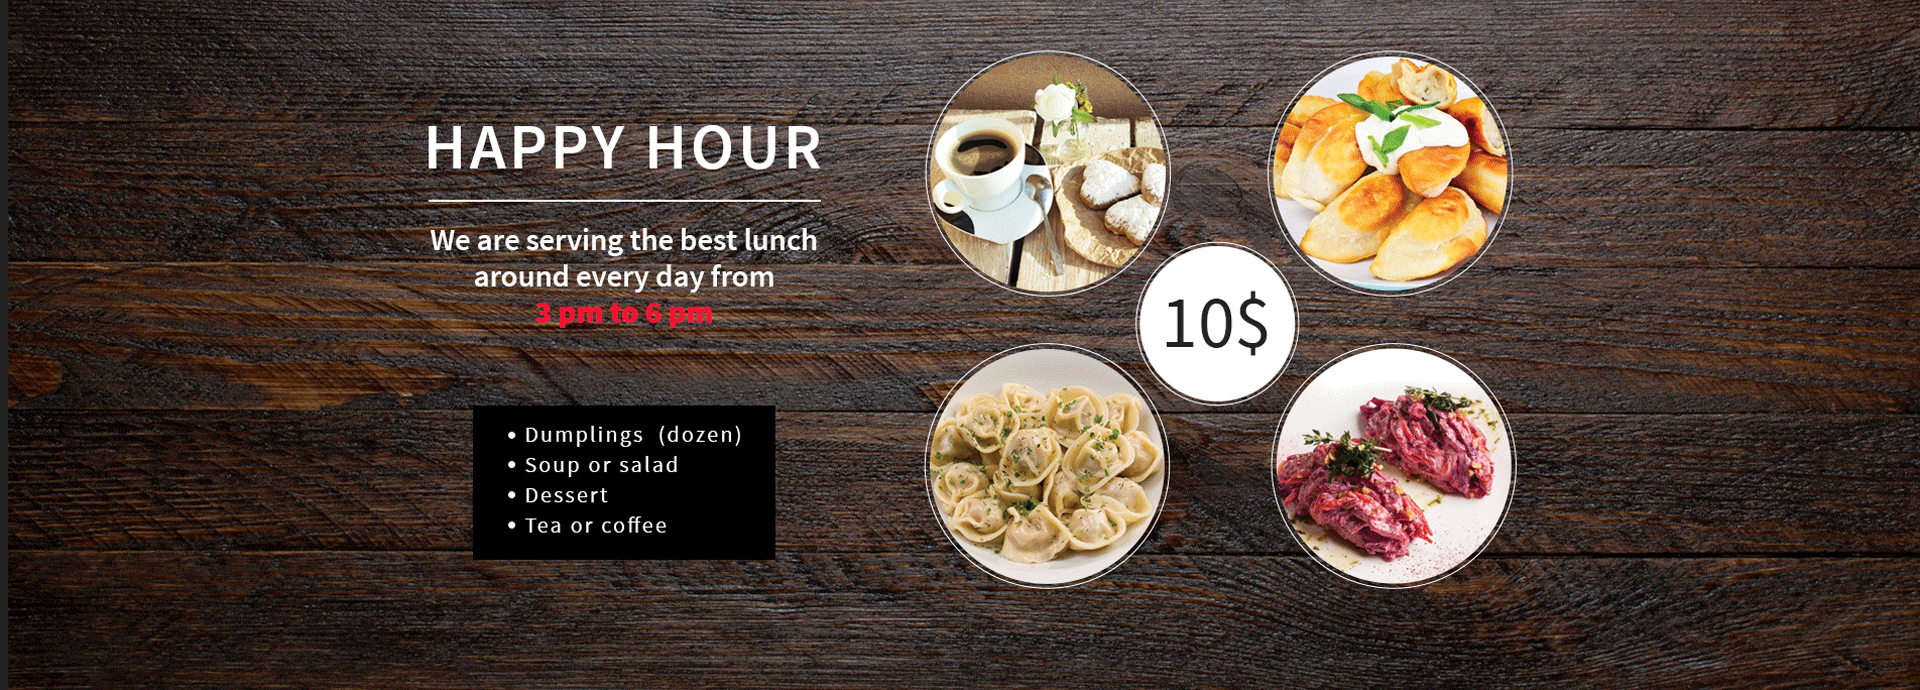 HAPPY HOUR
We are serving the best lunch
around every day from
3 pm to 6 pm
• Dumplings (dozen)
• Soup or salad
• Dessert
• Tea or coffee
10$